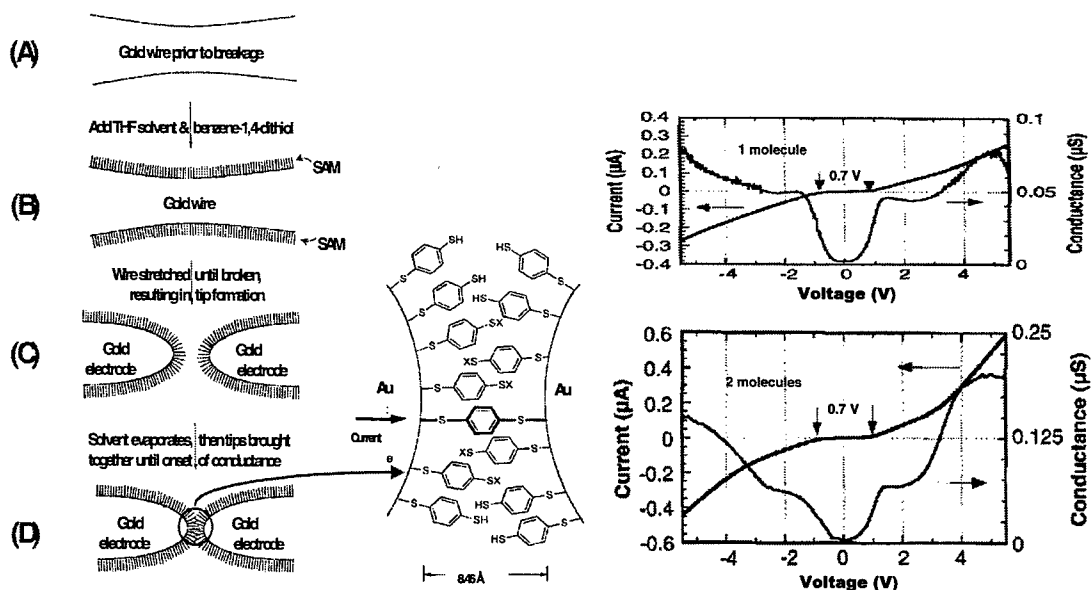 (A)
Gold wire prior to breakage
Add THF solvent & benzene-1,4-dithiol
SAM
(B)
Gold wire
SAM
Wire stretched until broken,
resulting in tip formation
(C)
Gold
electrode
Gold
electrode
Solvent evaporates, then tips brought
together until onset of conductance
(D)
Gold
electrode
Gold
electrode
SH
HS
S
S
SH
S
HS
S
S
SX
S
XS
S
Au
S
SX
Au
Current
S
S
e
XS
S
S
SX
HS
S
S
SH
HS
S
8.46 Å
0.4
0.3
0.2
0.1
0
-0.1
-0.2
-0.3
0.4
Current (µA)
1 molecule
0.7 V
0.1
0.05
0
Conductance (µS)
-4
-2
0
2
4
Voltage (V)
0.6
0.4
0.2
0
-0.2
-0.4
-0.6
Current (µA)
2 molecules
0.7 V
0.25
0.125
0
Conductance (µS)
-4
-2
0
2
4
Voltage (V)